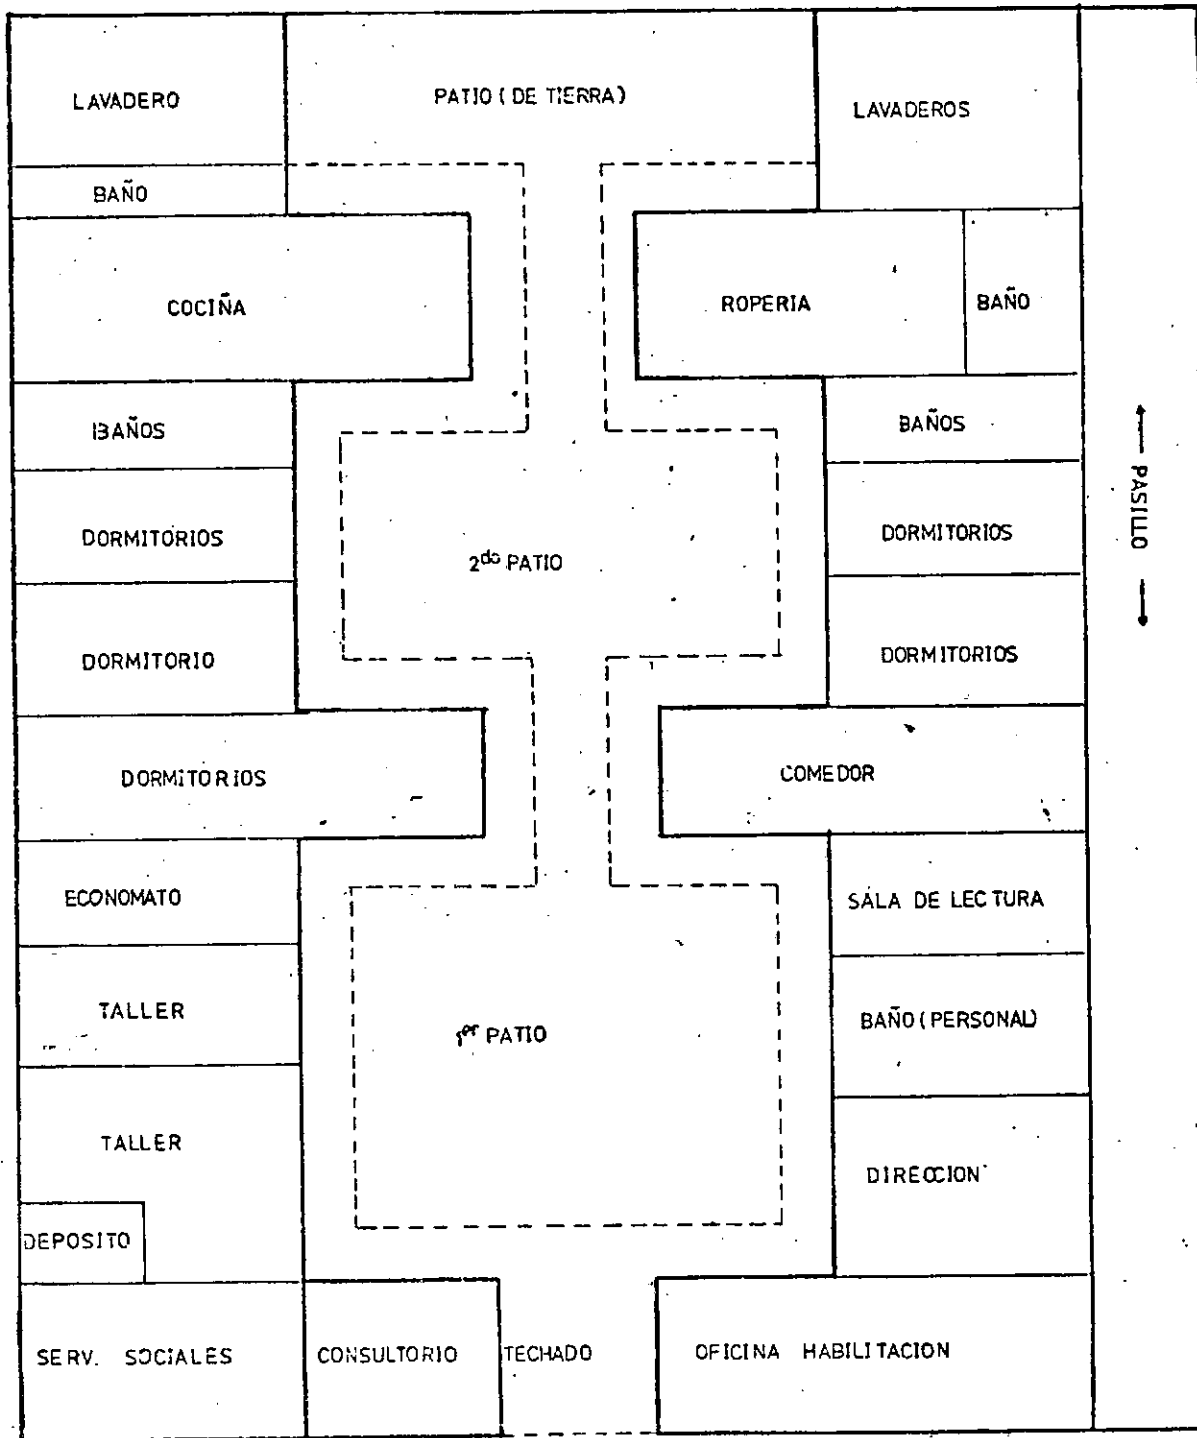 LAVADERO
PATIO (DE TIERRA)
LAVADEROS
BAÑO
COCIÑA
ROPERIA
BAÑO
BAÑOS
BAÑOS
← PASILLO →
DORMITORIOS
2do PATIO
DORMITORIOS
DORMITORIO
DORMITORIOS
DORMITORIOS
COMEDOR
ECONOMATO
SALA DE LECTURA
TALLER
1er PATIO
BAÑO (PERSONAL)
TALLER
DIRECCION
DEPOSITO
SERV. SOCIALES
CONSULTORIO
TECHADO
OFICINA HABILITACION